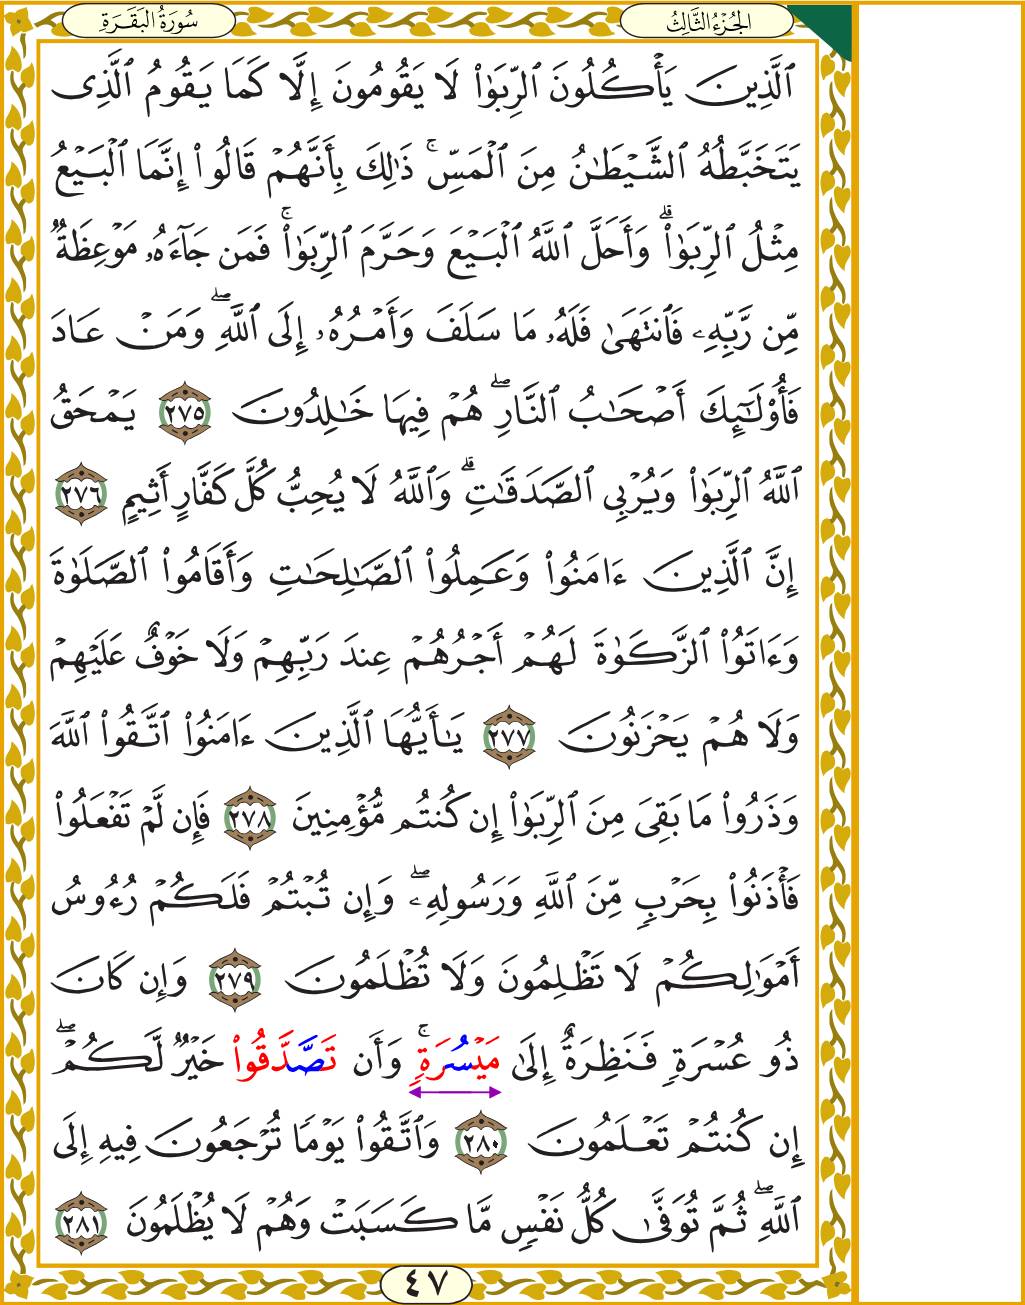 سُورَةُ الْبَقَرَةِ
الجُزْءُ الثَّالِثُ
ٱلَّذِينَ يَأْكُلُونَ ٱلرِّبَوٰا۟ لَا يَقُومُونَ إِلَّا كَمَا يَقُومُ ٱلَّذِى
يَتَخَبَّطُهُ ٱلشَّيْطَـٰنُ مِنَ ٱلْمَسِّ ۚ ذَٰلِكَ بِأَنَّهُمْ قَالُوٓا۟ إِنَّمَا ٱلْبَيْعُ
مِثْلُ ٱلرِّبَوٰا۟ ۗ وَأَحَلَّ ٱللَّهُ ٱلْبَيْعَ وَحَرَّمَ ٱلرِّبَوٰا۟ ۚ فَمَن جَآءَهُۥ مَوْعِظَةٌ
مِّن رَّبِّهِۦ فَٱنتَهَىٰ فَلَهُۥ مَا سَلَفَ وَأَمْرُهُۥٓ إِلَى ٱللَّهِ ۖ وَمَنْ عَادَ
فَأُو۟لَـٰٓئِكَ أَصْحَـٰبُ ٱلنَّارِ ۖ هُمْ فِيهَا خَـٰلِدُونَ ٢٧٥ يَمْحَقُ
ٱللَّهُ ٱلرِّبَوٰا۟ وَيُرْبِى ٱلصَّدَقَـٰتِ ۗ وَٱللَّهُ لَا يُحِبُّ كُلَّ كَفَّارٍ أَثِيمٍ ٢٧٦
إِنَّ ٱلَّذِينَ ءَامَنُوا۟ وَعَمِلُوا۟ ٱلصَّـٰلِحَـٰتِ وَأَقَامُوا۟ ٱلصَّلَوٰةَ
وَءَاتَوُا۟ ٱلزَّكَوٰةَ لَهُمْ أَجْرُهُمْ عِندَ رَبِّهِمْ وَلَا خَوْفٌ عَلَيْهِمْ
وَلَا هُمْ يَحْزَنُونَ ٢٧٧ يَـٰٓأَيُّهَا ٱلَّذِينَ ءَامَنُوا۟ ٱتَّقُوا۟ ٱللَّهَ
وَذَرُوا۟ مَا بَقِىَ مِنَ ٱلرِّبَوٰٓا۟ إِن كُنتُم مُّؤْمِنِينَ ٢٧٨ فَإِن لَّمْ تَفْعَلُوا۟
فَأْذَنُوا۟ بِحَرْبٍ مِّنَ ٱللَّهِ وَرَسُولِهِۦ ۖ وَإِن تُبْتُمْ فَلَكُمْ رُءُوسُ
أَمْوَٰلِكُمْ لَا تَظْلِمُونَ وَلَا تُظْلَمُونَ ٢٧٩ وَإِن كَانَ
ذُو عُسْرَةٍ فَنَظِرَةٌ إِلَىٰ مَيْسُرَةٍ ۚ وَأَن تَصَّدَّقُوا۟ خَيْرٌ لَّكُمْ ۖ
إِن كُنتُمْ تَعْلَمُونَ ٢٨٠ وَٱتَّقُوا۟ يَوْمًا تُرْجَعُونَ فِيهِ إِلَى
ٱللَّهِ ۖ ثُمَّ تُوَفَّىٰ كُلُّ نَفْسٍ مَّا كَسَبَتْ وَهُمْ لَا يُظْلَمُونَ ٢٨١
٤٧